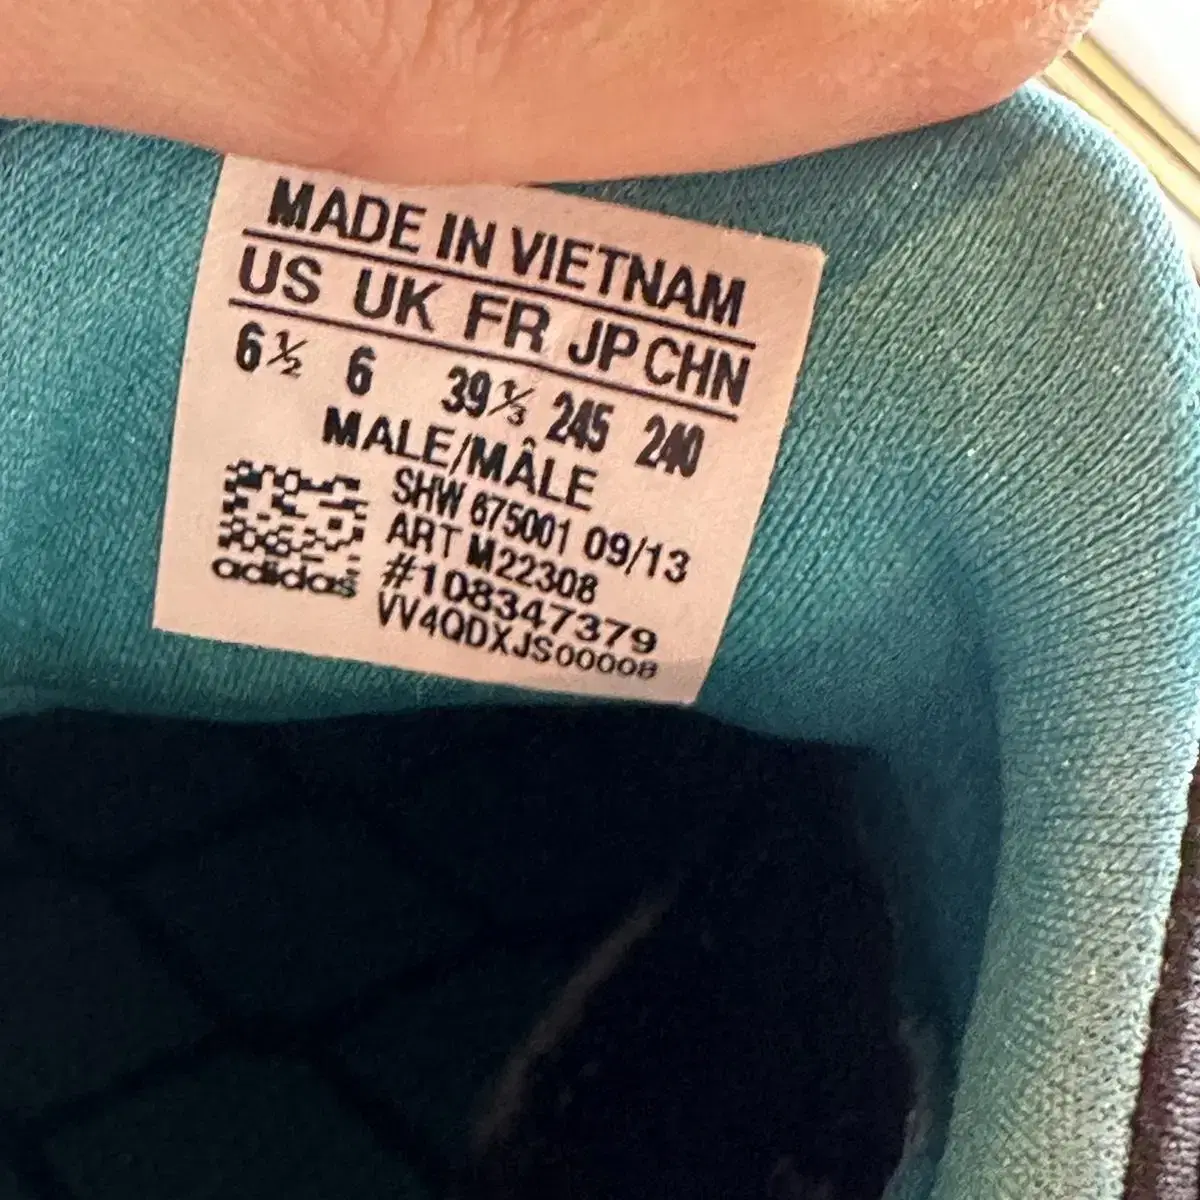 MADE IN VIETNAM
US UK FR JP CHN
6½ 6 39⅓ 245 240
MALE/MÂLE
SHW 675001 09/13
ART M22308
#108347379
VV4QDXJS00008
adidas